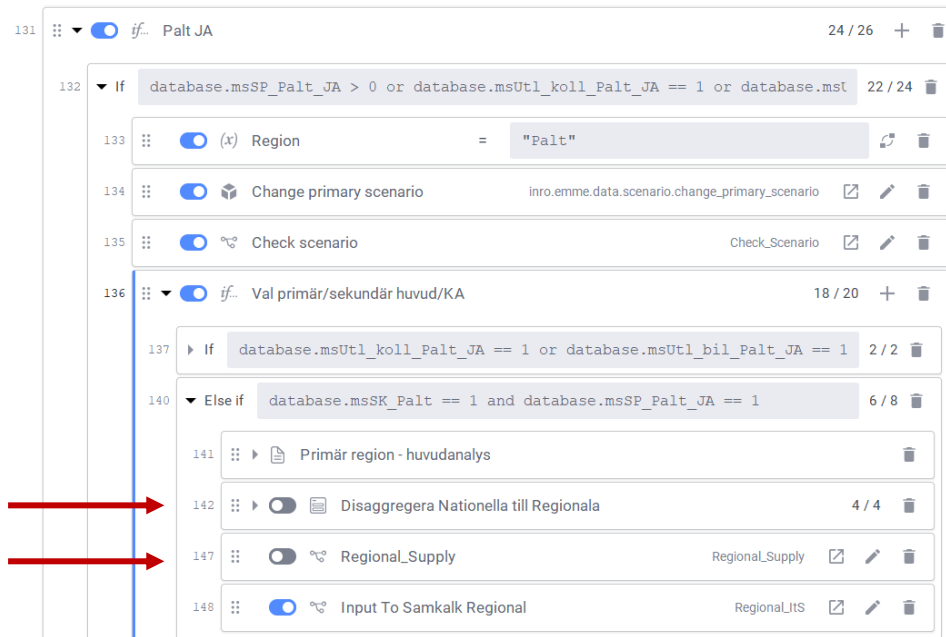 131 if... Palt JA 24 / 26
132 If database.msSP_Palt_JA > 0 or database.msUtl_koll_Palt_JA == 1 or database.msU 22 / 24
133 (x) Region = "Palt"
134 Change primary scenario inro.emme.data.scenario.change_primary_scenario
135 Check scenario Check_Scenario
136 if... Val primär/sekundär huvud/KA 18 / 20
137 If database.msUtl_koll_Palt_JA == 1 or database.msUtl_bil_Palt_JA == 1 2 / 2
140 Else if database.msSK_Palt == 1 and database.msSP_Palt_JA == 1 6 / 8
141 Primär region - huvudanalys
142 Disaggregera Nationella till Regionala 4 / 4
147 Regional_Supply Regional_Supply
148 Input To Samkalk Regional Regional_ItS